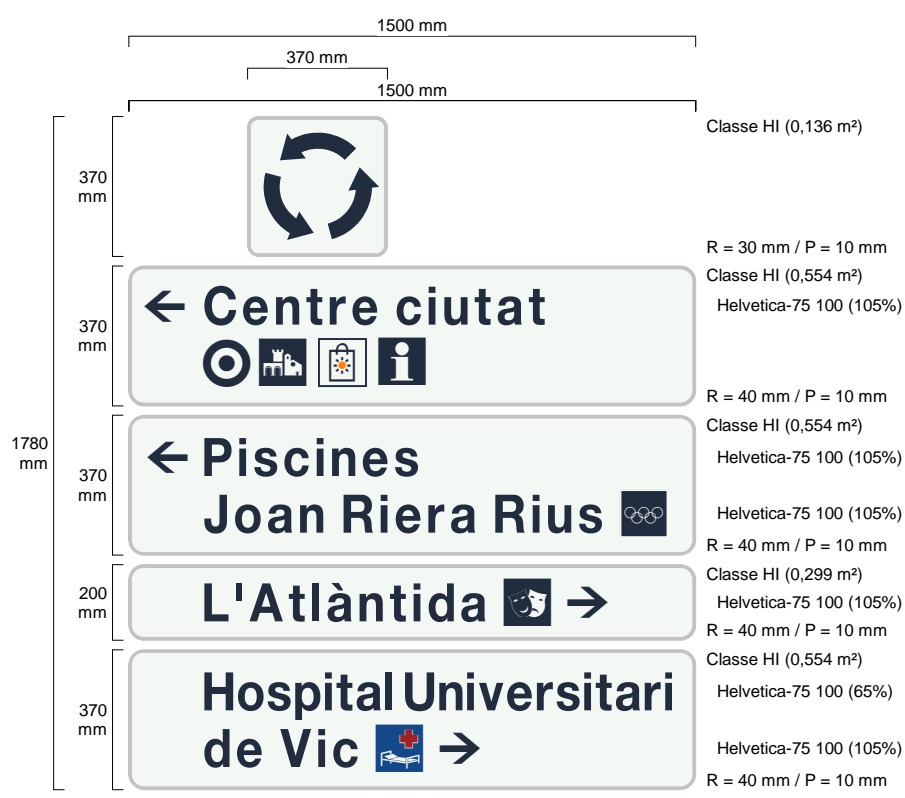 1500 mm
370 mm
1500 mm
Classe HI (0,136 m²)
370 mm
R = 30 mm / P = 10 mm
Classe HI (0,554 m²)
Centre ciutat
Helvetica-75 100 (105%)
370 mm
i
R = 40 mm / P = 10 mm
1780 mm
Classe HI (0,554 m²)
Piscines
Helvetica-75 100 (105%)
370 mm
Joan Riera Rius
Helvetica-75 100 (105%)
R = 40 mm / P = 10 mm
Classe HI (0,299 m²)
200 mm
L'Atlàntida
Helvetica-75 100 (105%)
R = 40 mm / P = 10 mm
Classe HI (0,554 m²)
Hospital Universitari
Helvetica-75 100 (65%)
370 mm
de Vic
Helvetica-75 100 (105%)
R = 40 mm / P = 10 mm